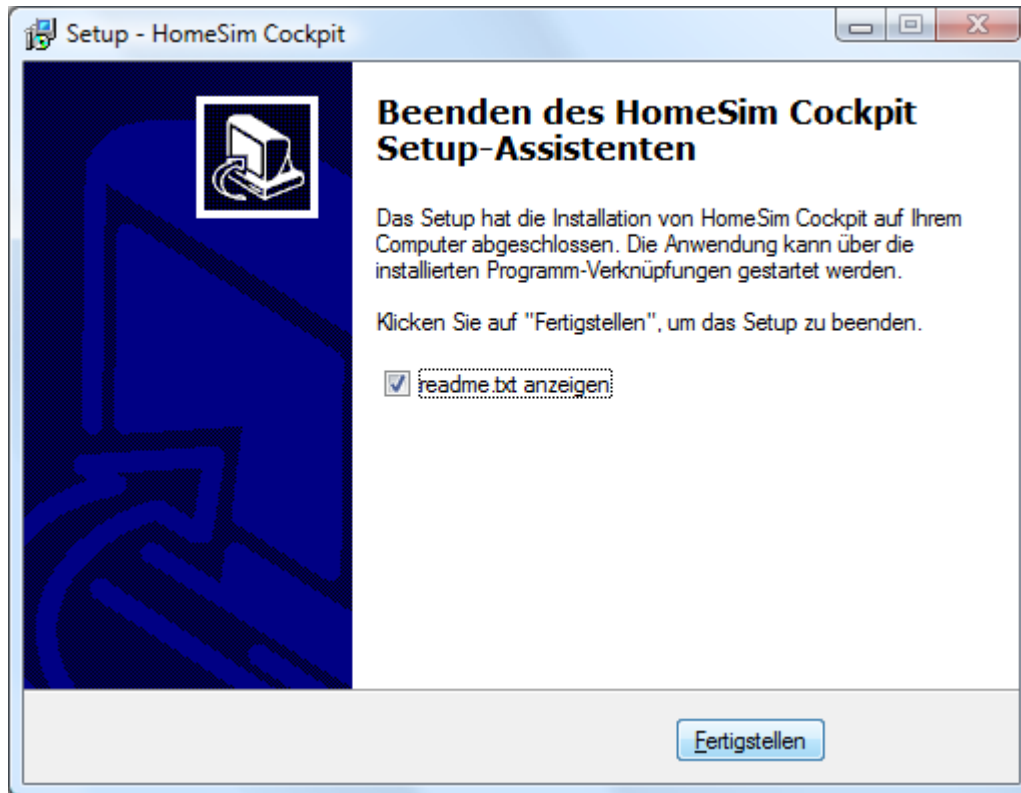 Setup - HomeSim Cockpit
Beenden des HomeSim Cockpit
Setup-Assistenten
Das Setup hat die Installation von HomeSim Cockpit auf Ihrem
Computer abgeschlossen. Die Anwendung kann über die
installierten Programm-Verknüpfungen gestartet werden.
Klicken Sie auf "Fertigstellen", um das Setup zu beenden.
readme.txt anzeigen
Fertigstellen